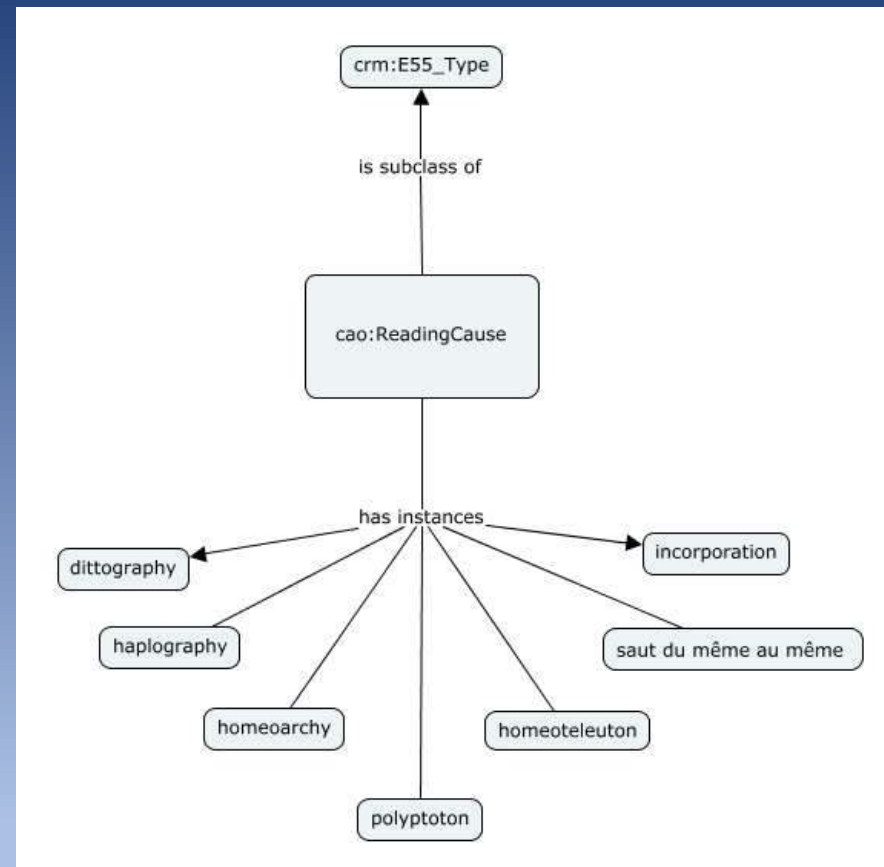 crm:E55_Type
is subclass of
cao:ReadingCause
has instances
dittography
incorporation
haplography
saut du même au même
homeoarchy
homeoteleuton
polyptoton